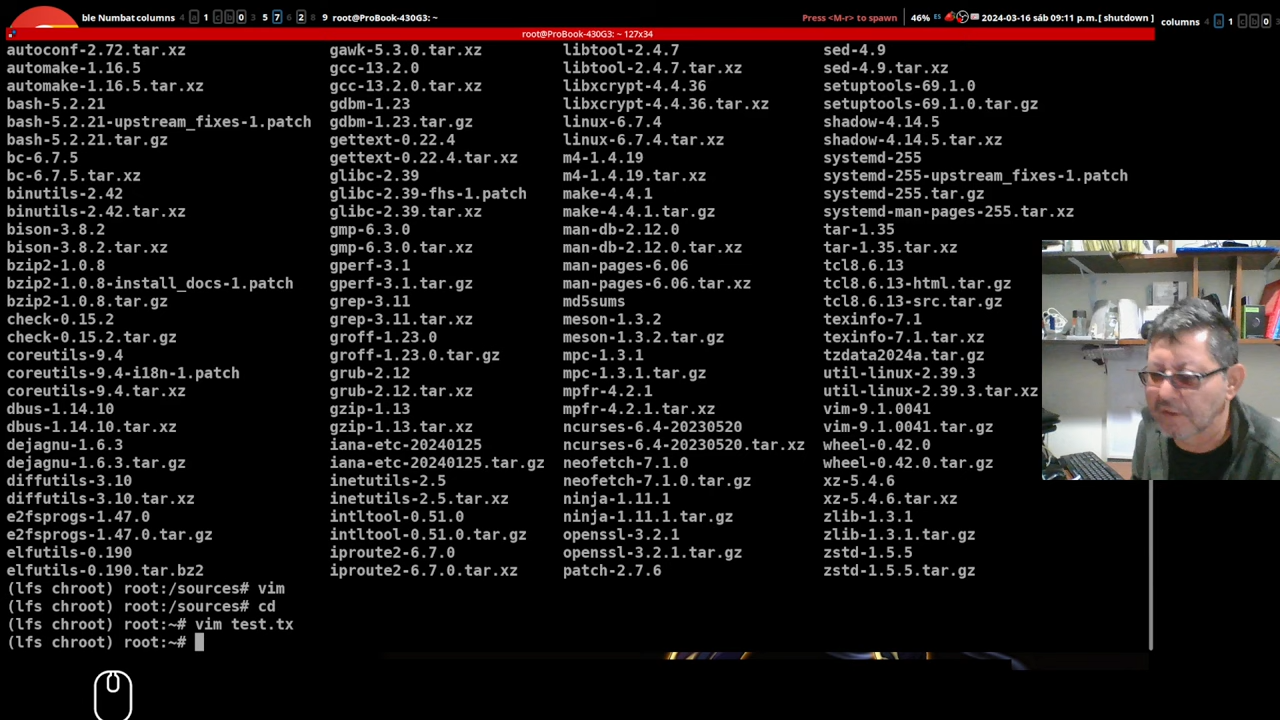 ble Numbat columns 4 a 1 c b 0 3 5 7 6 2 8 9 root@ProBook-430G3: ~ Press <M-r> to spawn 46% ES 2024-03-16 sáb 09:11 p.m. [ shutdown ] columns 4 a 1 c b 0
root@ProBook-430G3: ~ 127x34
autoconf-2.72.tar.xz gawk-5.3.0.tar.xz libtool-2.4.7 sed-4.9
automake-1.16.5 gcc-13.2.0 libtool-2.4.7.tar.xz sed-4.9.tar.xz
automake-1.16.5.tar.xz gcc-13.2.0.tar.xz libxcrypt-4.4.36 setuptools-69.1.0
bash-5.2.21 gdbm-1.23 libxcrypt-4.4.36.tar.xz setuptools-69.1.0.tar.gz
bash-5.2.21-upstream_fixes-1.patch gdbm-1.23.tar.gz linux-6.7.4 shadow-4.14.5
bash-5.2.21.tar.gz gettext-0.22.4 linux-6.7.4.tar.xz shadow-4.14.5.tar.xz
bc-6.7.5 gettext-0.22.4.tar.xz m4-1.4.19 systemd-255
bc-6.7.5.tar.xz glibc-2.39 m4-1.4.19.tar.xz systemd-255-upstream_fixes-1.patch
binutils-2.42 glibc-2.39-fhs-1.patch make-4.4.1 systemd-255.tar.gz
binutils-2.42.tar.xz glibc-2.39.tar.xz make-4.4.1.tar.gz systemd-man-pages-255.tar.xz
bison-3.8.2 gmp-6.3.0 man-db-2.12.0 tar-1.35
bison-3.8.2.tar.xz gmp-6.3.0.tar.xz man-db-2.12.0.tar.xz tar-1.35.tar.xz
bzip2-1.0.8 gperf-3.1 man-pages-6.06 tcl8.6.13
bzip2-1.0.8-install_docs-1.patch gperf-3.1.tar.gz man-pages-6.06.tar.xz tcl8.6.13-html.tar.gz
bzip2-1.0.8.tar.gz grep-3.11 md5sums tcl8.6.13-src.tar.gz
check-0.15.2 grep-3.11.tar.xz meson-1.3.2 texinfo-7.1
check-0.15.2.tar.gz groff-1.23.0 meson-1.3.2.tar.gz texinfo-7.1.tar.xz
coreutils-9.4 groff-1.23.0.tar.gz mpc-1.3.1 tzdata2024a.tar.gz
coreutils-9.4-i18n-1.patch grub-2.12 mpc-1.3.1.tar.gz util-linux-2.39.3
coreutils-9.4.tar.xz grub-2.12.tar.xz mpfr-4.2.1 util-linux-2.39.3.tar.xz
dbus-1.14.10 gzip-1.13 mpfr-4.2.1.tar.xz vim-9.1.0041
dbus-1.14.10.tar.xz gzip-1.13.tar.xz ncurses-6.4-20230520 vim-9.1.0041.tar.gz
dejagnu-1.6.3 iana-etc-20240125 ncurses-6.4-20230520.tar.xz wheel-0.42.0
dejagnu-1.6.3.tar.gz iana-etc-20240125.tar.gz neofetch-7.1.0 wheel-0.42.0.tar.gz
diffutils-3.10 inetutils-2.5 neofetch-7.1.0.tar.gz xz-5.4.6
diffutils-3.10.tar.xz inetutils-2.5.tar.xz ninja-1.11.1 xz-5.4.6.tar.xz
e2fsprogs-1.47.0 intltool-0.51.0 ninja-1.11.1.tar.gz zlib-1.3.1
e2fsprogs-1.47.0.tar.gz intltool-0.51.0.tar.gz openssl-3.2.1 zlib-1.3.1.tar.gz
elfutils-0.190 iproute2-6.7.0 openssl-3.2.1.tar.gz zstd-1.5.5
elfutils-0.190.tar.bz2 iproute2-6.7.0.tar.xz patch-2.7.6 zstd-1.5.5.tar.gz
(lfs chroot) root:/sources# vim
(lfs chroot) root:/sources# cd
(lfs chroot) root:~# vim test.tx
(lfs chroot) root:~#